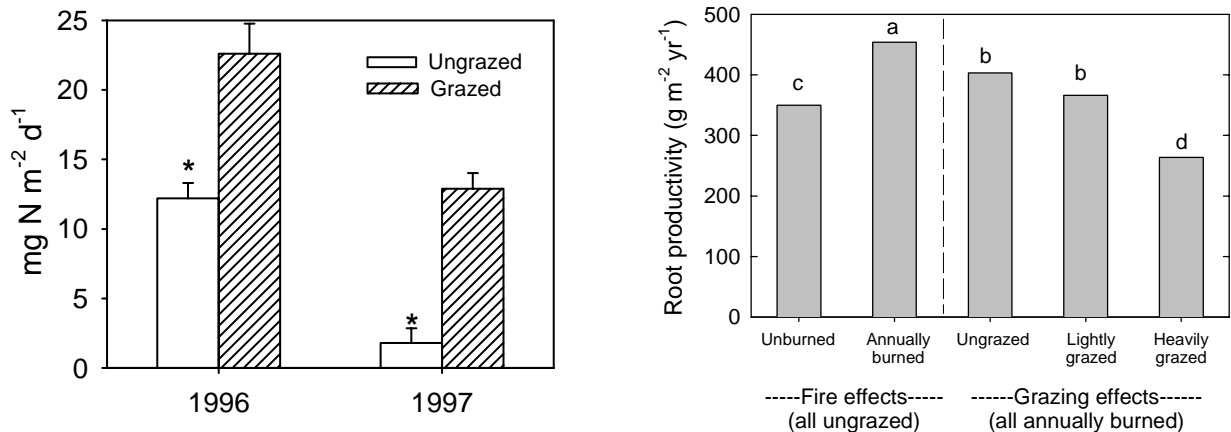 mg N m-2 d-1
25
20
15
10
5
0
Ungrazed
Grazed
*
*
1996
1997
Root productivity (g m-2 yr-1)
500
400
300
200
100
0
c
a
b
b
d
Unburned
Annually
burned
Ungrazed
Lightly
grazed
Heavily
grazed
-----Fire effects-----
(all ungrazed)
------Grazing effects------
(all annually burned)